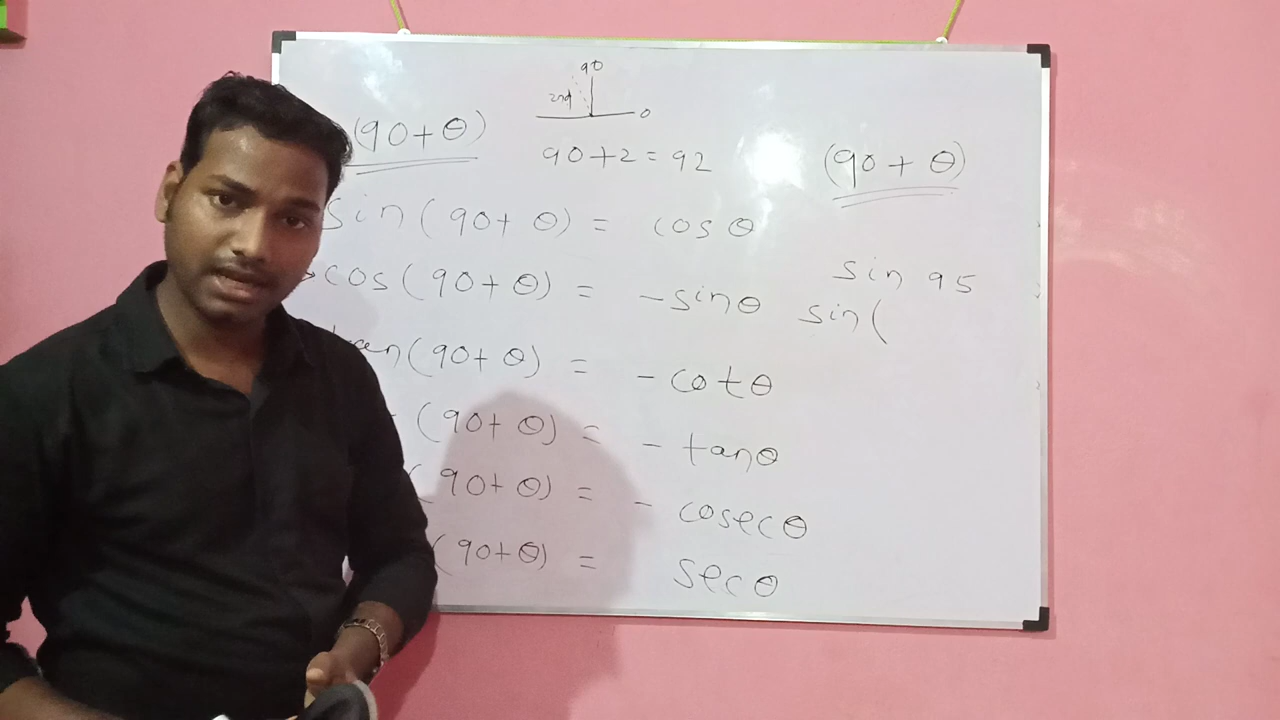 90
2nd
0
(90+θ)
90+2=92
(90+θ)
sin(90+θ) = cosθ
cos(90+θ) = -sinθ
sin 95
sin(
tan(90+θ) = -cotθ
(90+θ) = -tanθ
(90+θ) = -cosecθ
(90+θ) = secθ